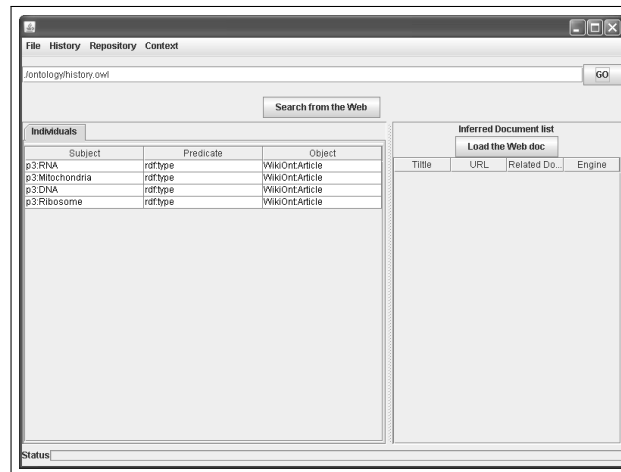 File History Repository Context
./ontology/history.owl GO
Search from the Web
Individuals
Subject Predicate Object
p3:RNA rdf:type WikiOnt:Article
p3:Mitochondria rdf:type WikiOnt:Article
p3:DNA rdf:type WikiOnt:Article
p3:Ribosome rdf:type WikiOnt:Article
Inferred Document list
Load the Web doc
Tiltle URL Related Do... Engine
Status